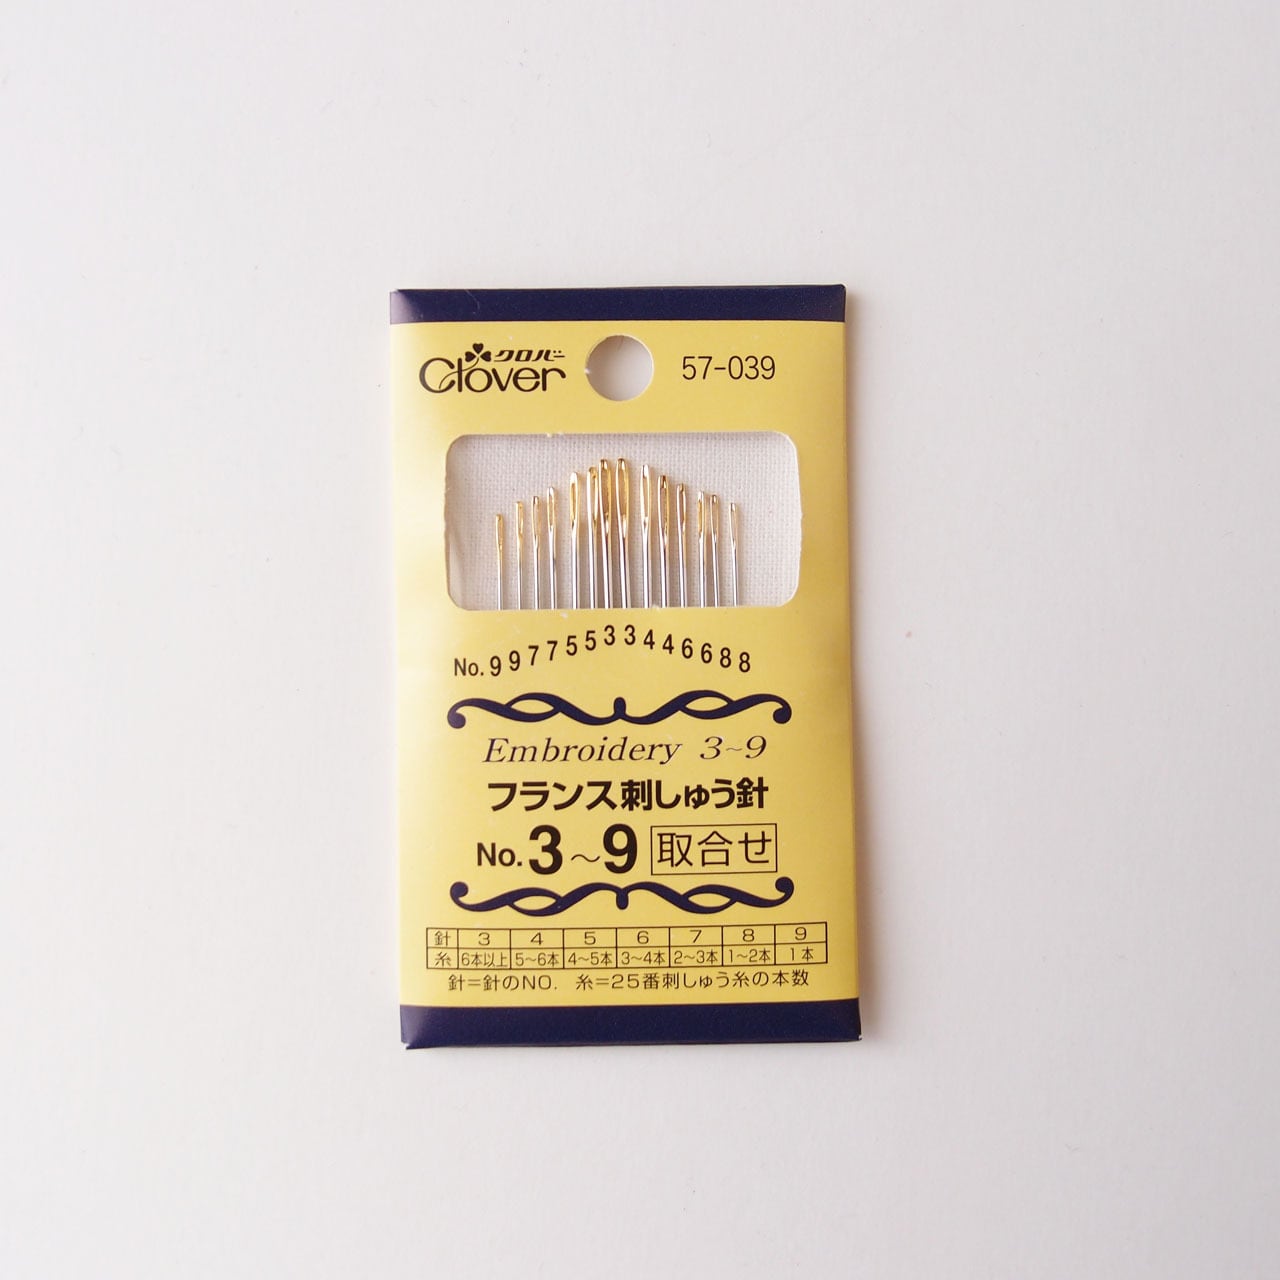 クロバー
Clover
57-039
No. 9 9 7 7 5 5 3 3 4 4 6 6 8 8
Embroidery 3~9
フランス刺しゅう針
No. 3～9 取合せ
針 3 4 5 6 7 8 9
糸 6本以上 5～6本 4～5本 3～4本 2～3本 1～2本 1本
針=針のNO. 糸=25番刺しゅう糸の本数